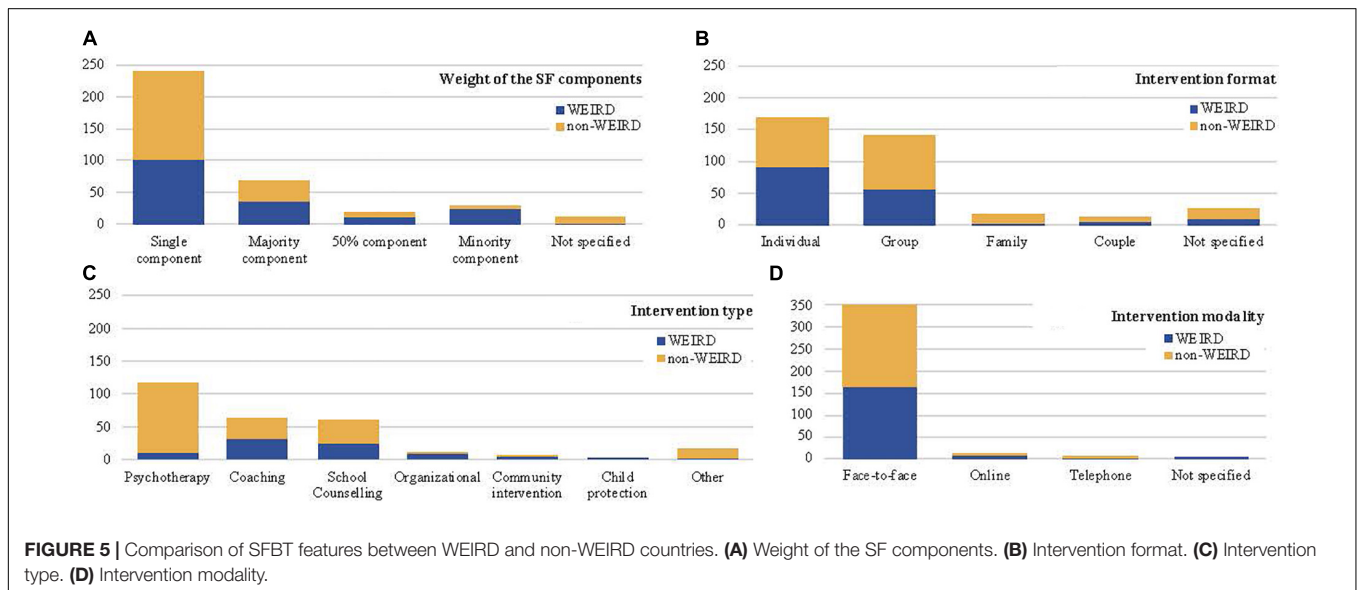 A
250
200
150
100
50
0
Weight of the SF components
WEIRD
non-WEIRD
Single
component
Majority
component
50% component
Minority
component
Not specified
B
250
200
150
100
50
0
Intervention format
WEIRD
non-WEIRD
Individual
Group
Family
Couple
Not specified
C
250
200
150
100
50
0
Intervention type
WEIRD
non-WEIRD
Psychotherapy
Coaching
School
Counselling
Organizational
Community
intervention
Child
protection
Other
D
350
300
250
200
150
100
50
0
Intervention modality
WEIRD
non-WEIRD
Face-to-face
Online
Telephone
Not specified
FIGURE 5 | Comparison of SFBT features between WEIRD and non-WEIRD countries. (A) Weight of the SF components. (B) Intervention format. (C) Intervention
type. (D) Intervention modality.